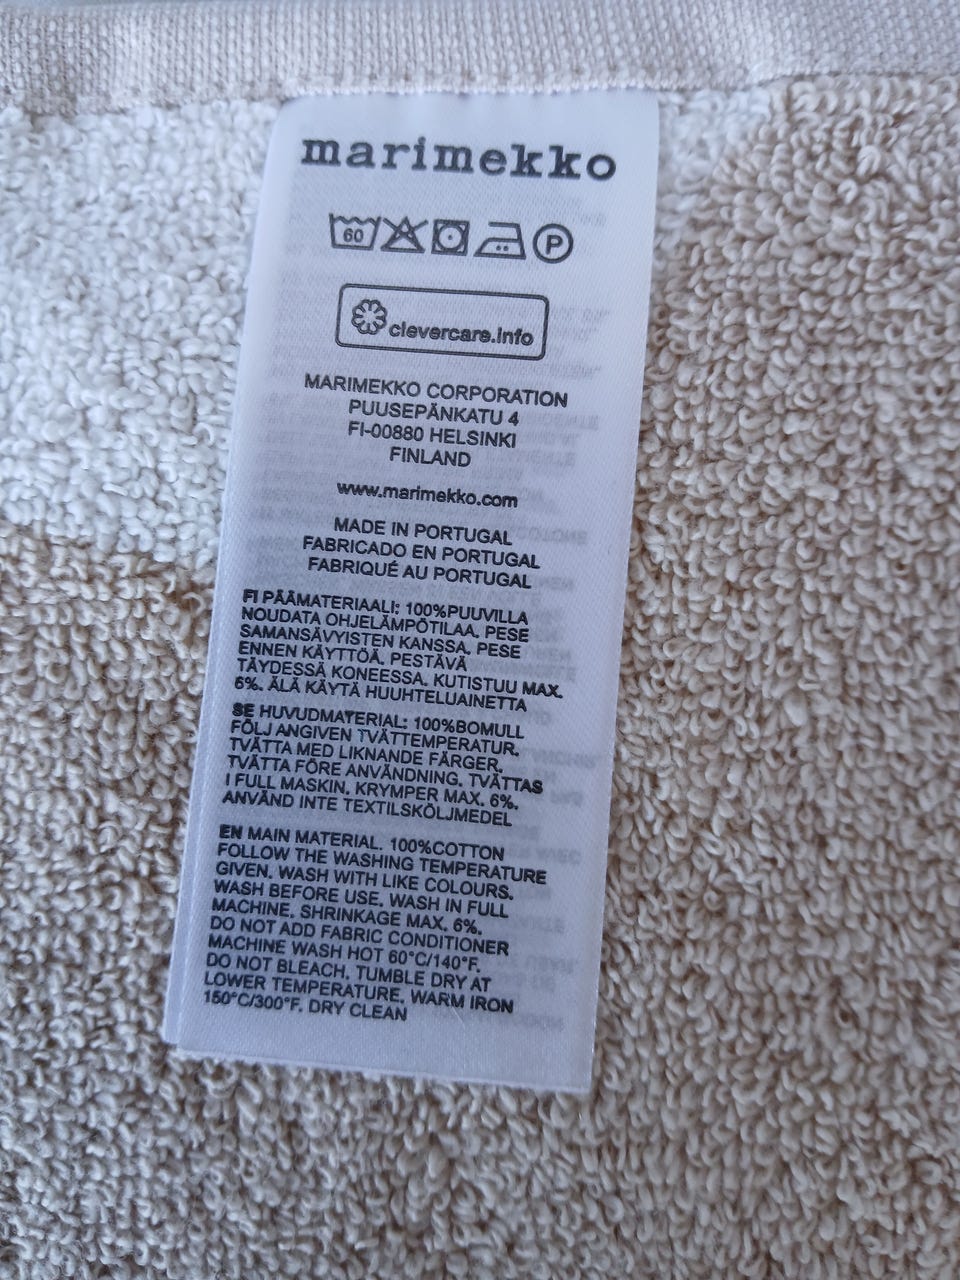 marimekko
60 P
clevercare.info
MARIMEKKO CORPORATION
PUUSEPÄNKATU 4
FI-00880 HELSINKI
FINLAND
www.marimekko.com
MADE IN PORTUGAL
FABRICADO EN PORTUGAL
FABRIQUÉ AU PORTUGAL
FI PÄÄMATERIAALI: 100%PUUVILLA
NOUDATA OHJELÄMPÖTILAA. PESE
SAMANSÄVYISTEN KANSSA. PESE
ENNEN KÄYTTÖÄ. PESTÄVÄ
TÄYDESSÄ KONEESSA. KUTISTUU MAX.
6%. ÄLÄ KÄYTÄ HUUHTELUAINETTA
SE HUVUDMATERIAL: 100%BOMULL
FÖLJ ANGIVEN TVÄTTEMPERATUR.
TVÄTTA MED LIKNANDE FÄRGER.
TVÄTTA FÖRE ANVÄNDNING. TVÄTTAS
I FULL MASKIN. KRYMPER MAX. 6%.
ANVÄND INTE TEXTILSKÖLJMEDEL
EN MAIN MATERIAL. 100%COTTON
FOLLOW THE WASHING TEMPERATURE
GIVEN. WASH WITH LIKE COLOURS.
WASH BEFORE USE. WASH IN FULL
MACHINE. SHRINKAGE MAX. 6%.
DO NOT ADD FABRIC CONDITIONER
MACHINE WASH HOT 60°C/140°F.
DO NOT BLEACH. TUMBLE DRY AT
LOWER TEMPERATURE. WARM IRON
150°C/300°F. DRY CLEAN